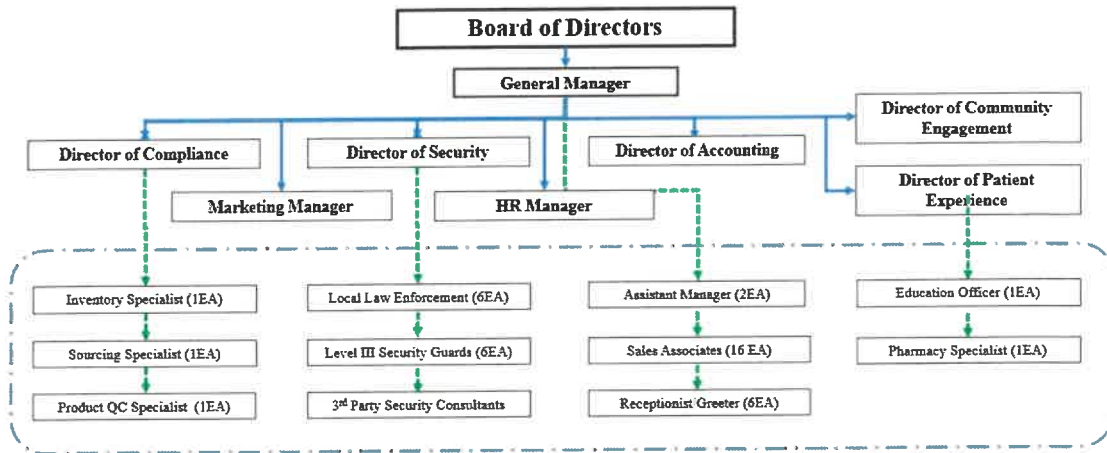 Board of Directors
General Manager
Director of Community
Engagement
Director of Compliance
Director of Security
Director of Accounting
Marketing Manager
HR Manager
Director of Patient
Experience
Inventory Specialist (1EA)
Local Law Enforcement (6EA)
Assistant Manager (2EA)
Education Officer (1EA)
Sourcing Specialist (1EA)
Level III Security Guards (6EA)
Sales Associates (16 EA)
Pharmacy Specialist (1EA)
Product QC Specialist (1EA)
3rd Party Security Consultants
Receptionist Greeter (6EA)